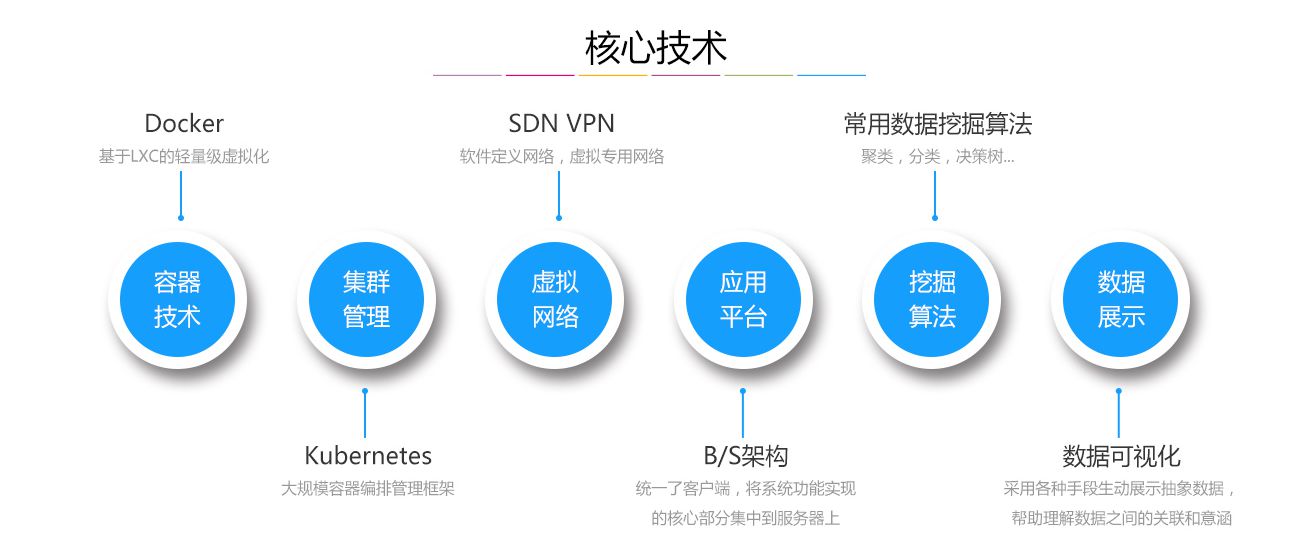 核心技术
Docker
基于LXC的轻量级虚拟化
SDN VPN
软件定义网络，虚拟专用网络
常用数据挖掘算法
聚类，分类，决策树...
容器
技术
集群
管理
虚拟
网络
应用
平台
挖掘
算法
数据
展示
Kubernetes
大规模容器编排管理框架
B/S架构
统一了客户端，将系统功能实现
的核心部分集中到服务器上
数据可视化
采用各种手段生动展示抽象数据，
帮助理解数据之间的关联和意涵